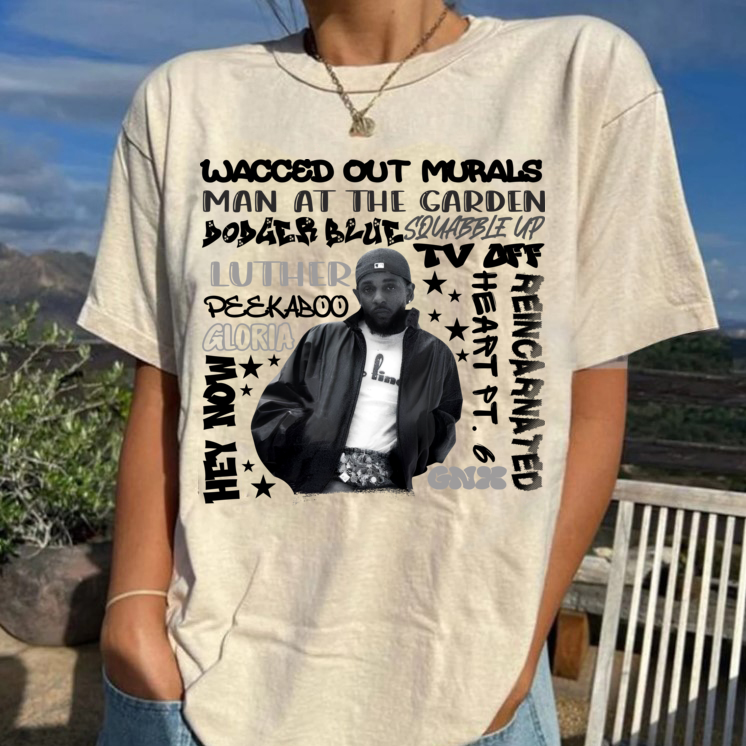 WACCED OUT MURALS
MAN AT THE GARDEN
DODGER BLUE
SQUABBLE UP
TV OFF
LUTHER
PEEKABOO
GLORIA
HEY NOW
HEART PT. 6
REINCARNATED
GNX